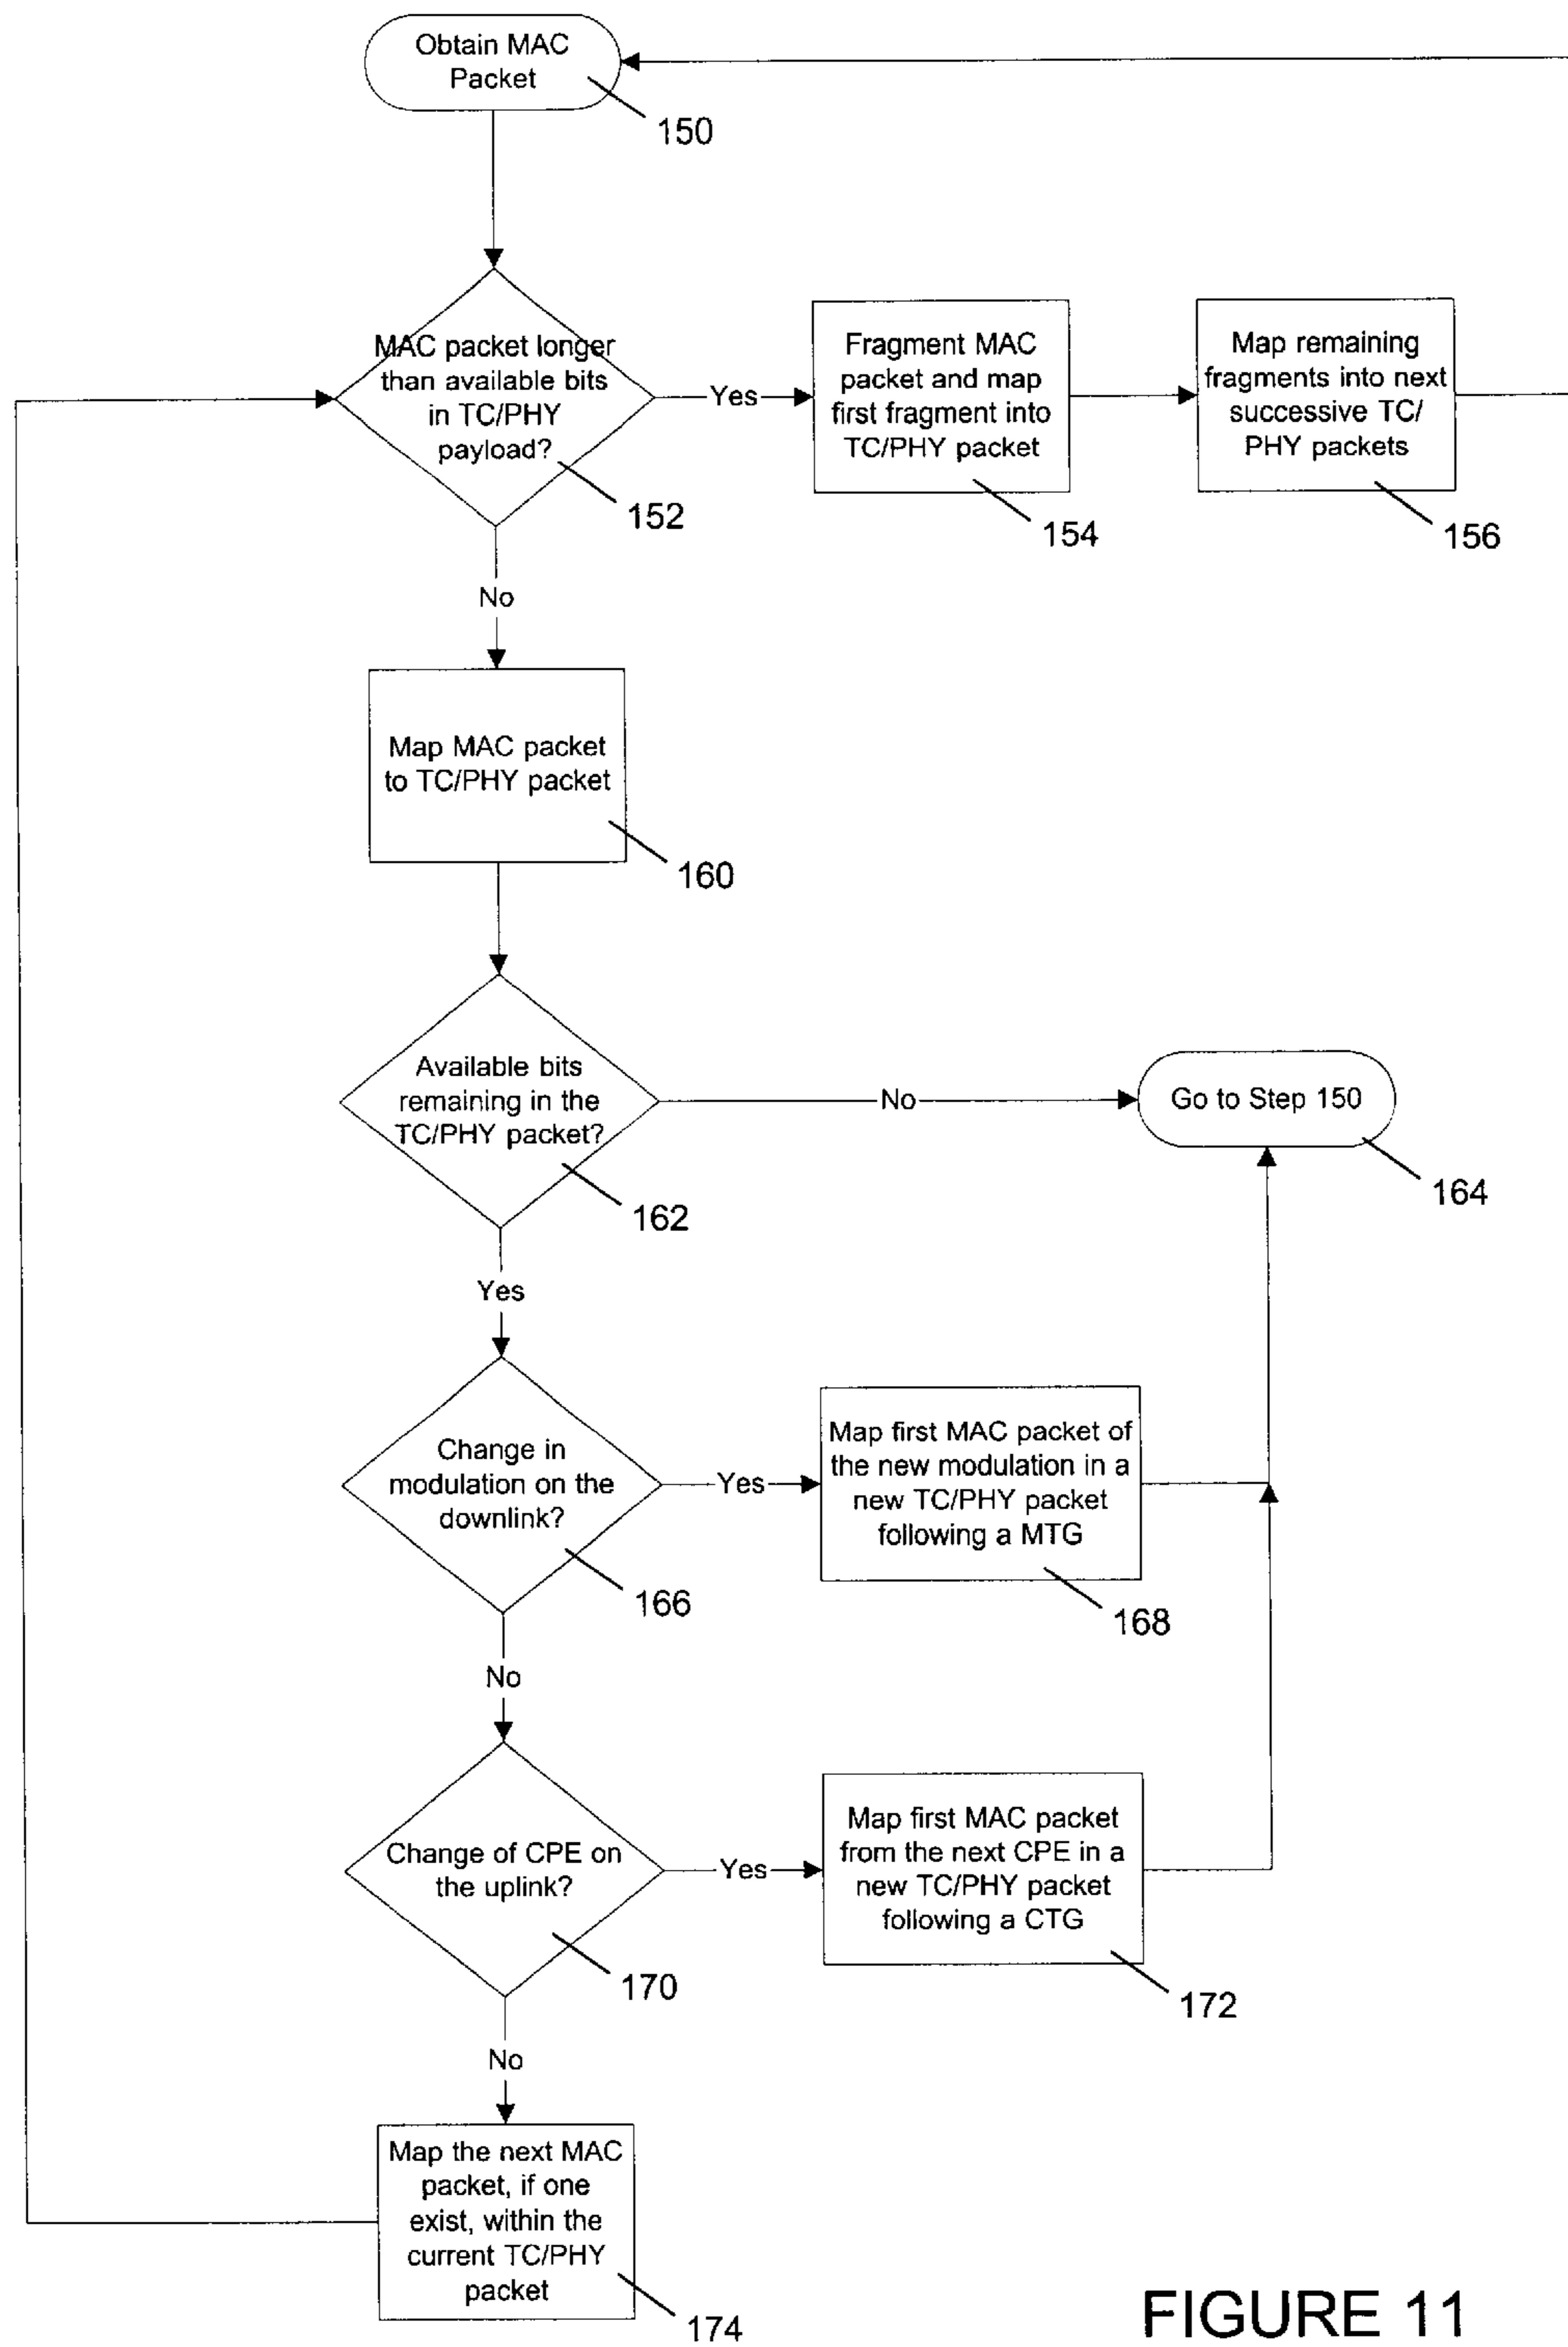 Obtain MAC
Packet
150
MAC packet longer
than available bits
in TC/PHY
payload?
152
Yes
Fragment MAC
packet and map
first fragment into
TC/PHY packet
154
Map remaining
fragments into next
successive TC/
PHY packets
156
No
Map MAC packet
to TC/PHY packet
160
Available bits
remaining in the
TC/PHY packet?
162
No
Go to Step 150
164
Yes
Change in
modulation on the
downlink?
166
Yes
Map first MAC packet of
the new modulation in a
new TC/PHY packet
following a MTG
168
No
Change of CPE on
the uplink?
170
Yes
Map first MAC packet
from the next CPE in a
new TC/PHY packet
following a CTG
172
No
Map the next MAC
packet, if one
exist, within the
current TC/PHY
packet
174
FIGURE 11